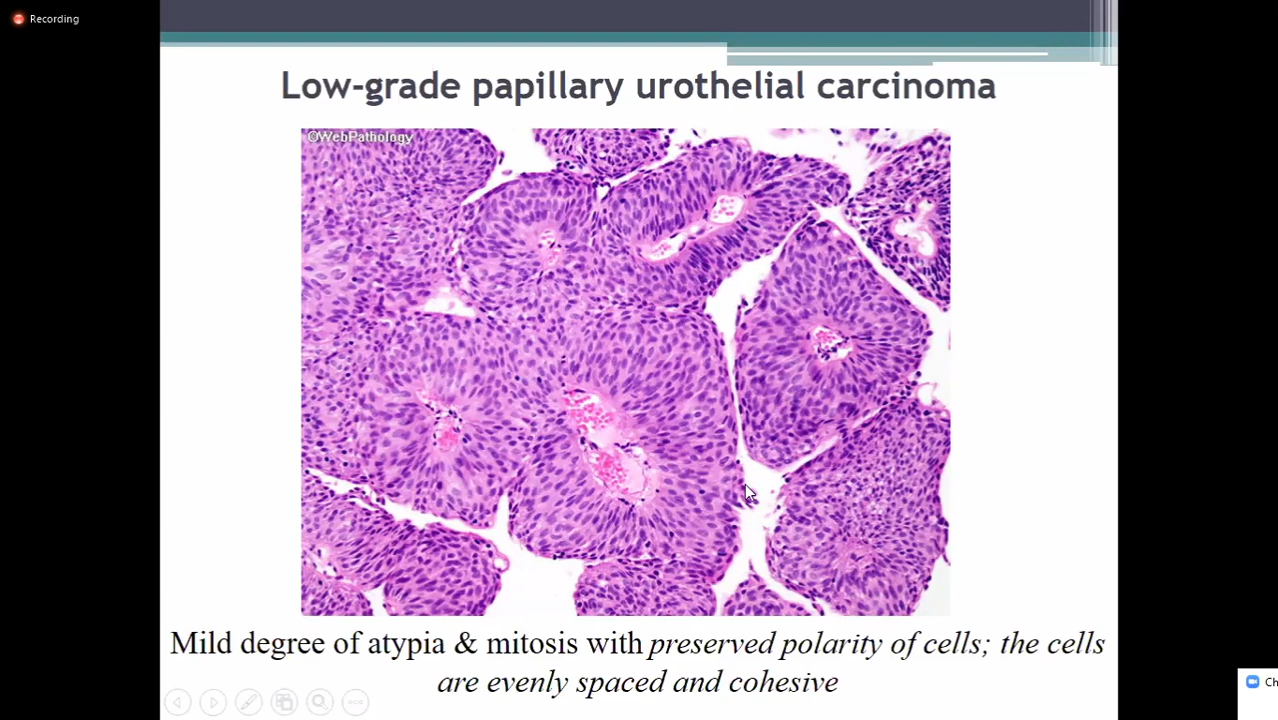 Recording
Low-grade papillary urothelial carcinoma
©WebPathology
Mild degree of atypia & mitosis with preserved polarity of cells; the cells
are evenly spaced and cohesive
Ch